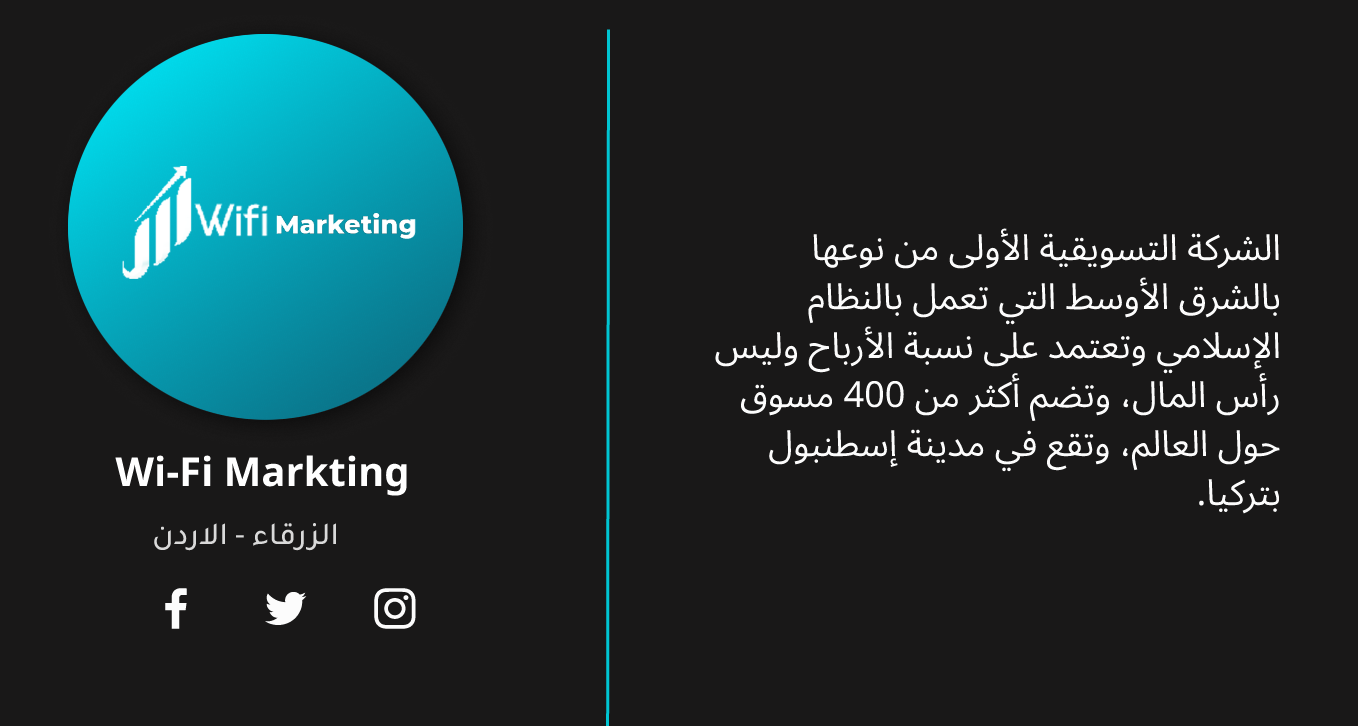 Wifi Marketing
Wi-Fi Markting
الزرقاء - الاردن
الشركة التسويقية الأولى من نوعها
بالشرق الأوسط التي تعمل بالنظام
الإسلامي وتعتمد على نسبة الأرباح وليس
رأس المال، وتضم أكثر من 400 مسوق
حول العالم، وتقع في مدينة إسطنبول
بتركيا.